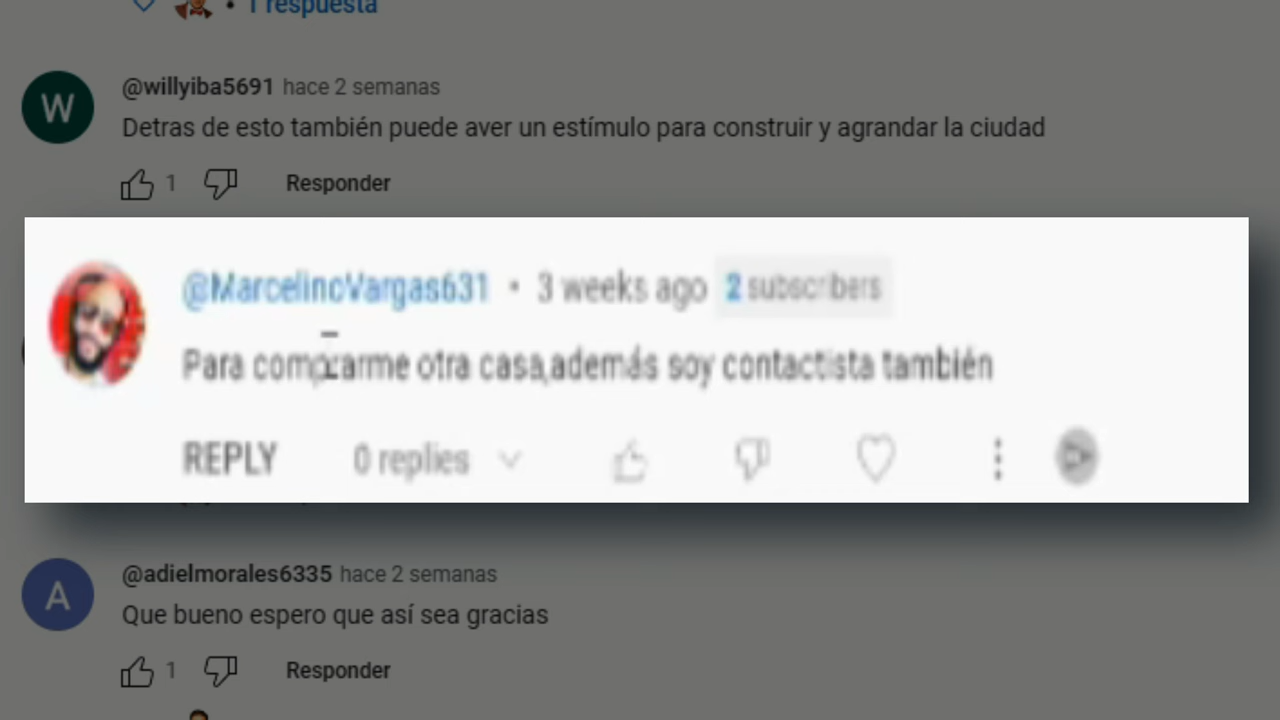 1 respuesta
W
@willyiba5691 hace 2 semanas
Detras de esto también puede aver un estímulo para construir y agrandar la ciudad
1 Responder
@MarcelinoVargas631 • 3 weeks ago 2 subscribers
Para comprarme otra casa,además soy contactista también
REPLY 0 replies
A
@adielmorales6335 hace 2 semanas
Que bueno espero que así sea gracias
1 Responder